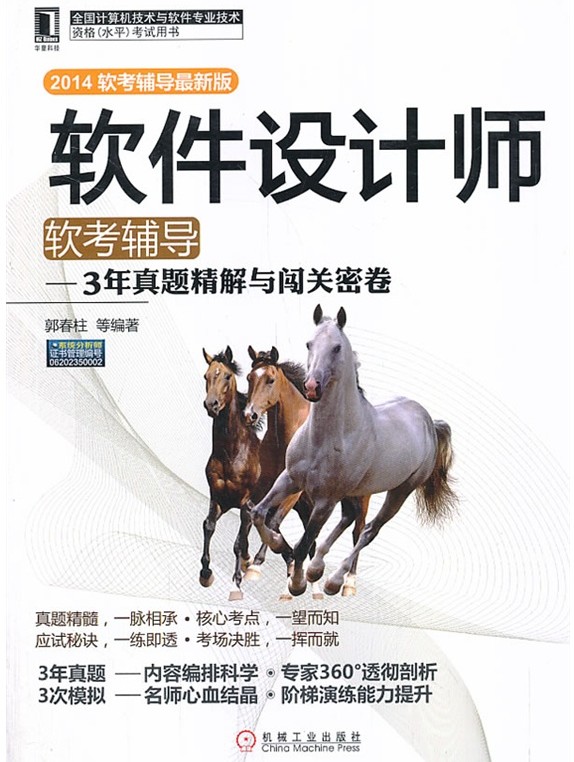 华章科技
全国计算机技术与软件专业技术
资格(水平)考试用书
2014 软考辅导最新版
软件设计师
软考辅导
—3年真题精解与闯关密卷
郭春柱 等编著
系统分析师
证书管理编号
06202350002
真题精髓，一脉相承·核心考点，一望而知
应试秘诀，一练即透·考场决胜，一挥而就
3年真题 —— 内容编排科学·专家360°透彻剖析
3次模拟 —— 名师心血结晶·阶梯演练能力提升
机械工业出版社
China Machine Press